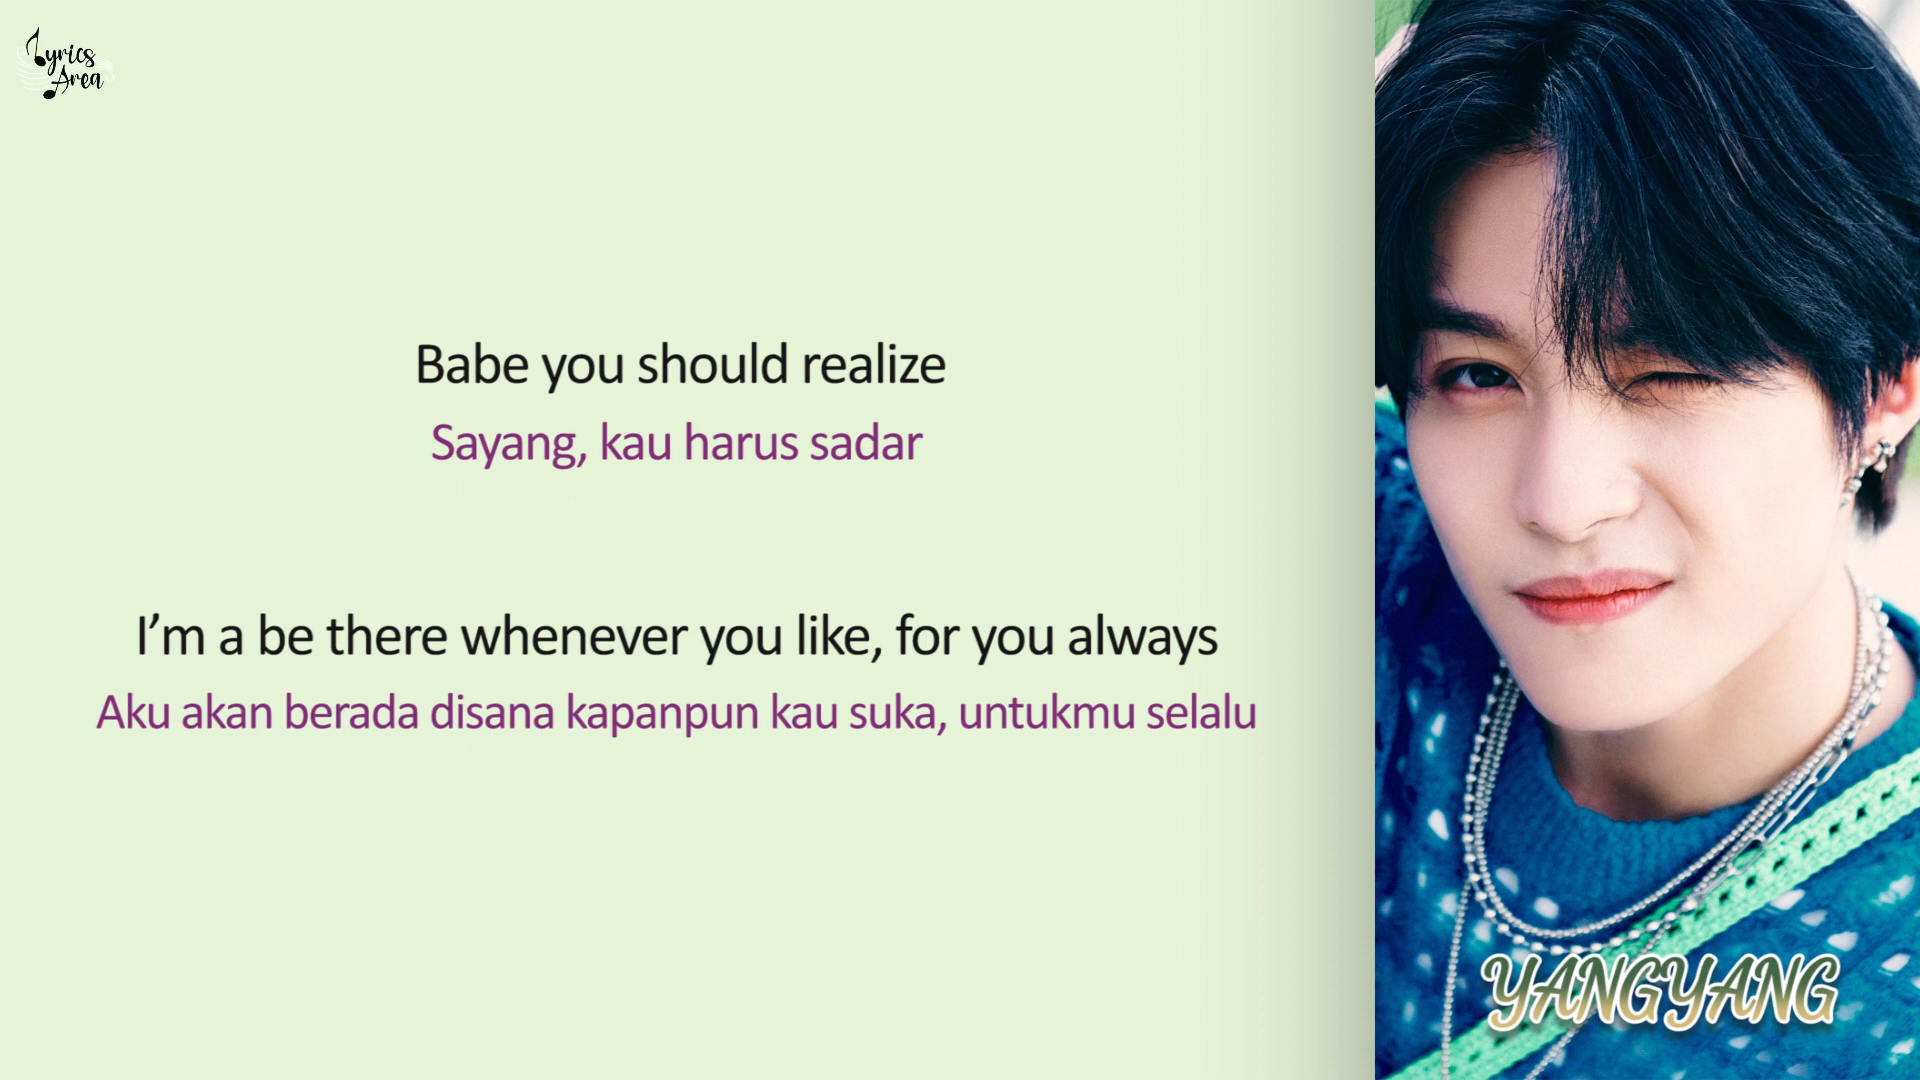 Lyrics
Area
Babe you should realize
Sayang, kau harus sadar
I’m a be there whenever you like, for you always
Aku akan berada disana kapanpun kau suka, untukmu selalu
YANGYANG